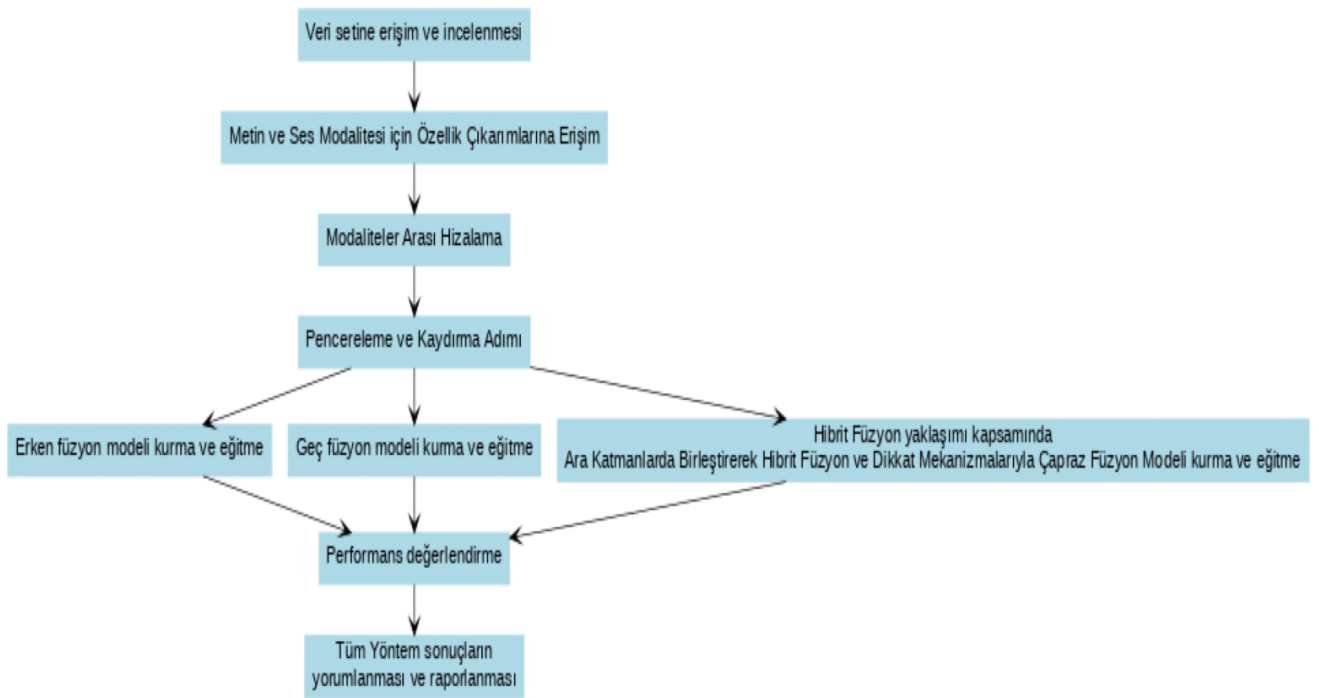 Veri setine erişim ve incelenmesi
Metin ve Ses Modalitesi için Özellik Çıkarımlarına Erişim
Modaliteler Arası Hizalama
Pencereleme ve Kaydırma Adımı
Erken füzyon modeli kurma ve eğitme
Geç füzyon modeli kurma ve eğitme
Hibrit Füzyon yaklaşımı kapsamında
Ara Katmanlarda Birleştirerek Hibrit Füzyon ve Dikkat Mekanizmalarıyla Çapraz Füzyon Modeli kurma ve eğitme
Performans değerlendirme
Tüm Yöntem sonuçların
yorumlanması ve raporlanması